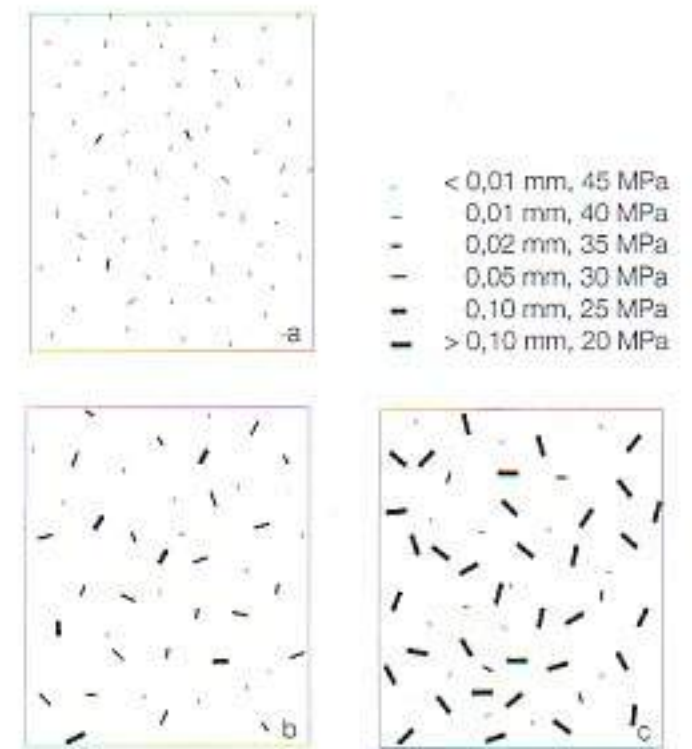 a
< 0,01 mm, 45 MPa
0,01 mm, 40 MPa
0,02 mm, 35 MPa
0,05 mm, 30 MPa
0,10 mm, 25 MPa
> 0,10 mm, 20 MPa
b
c